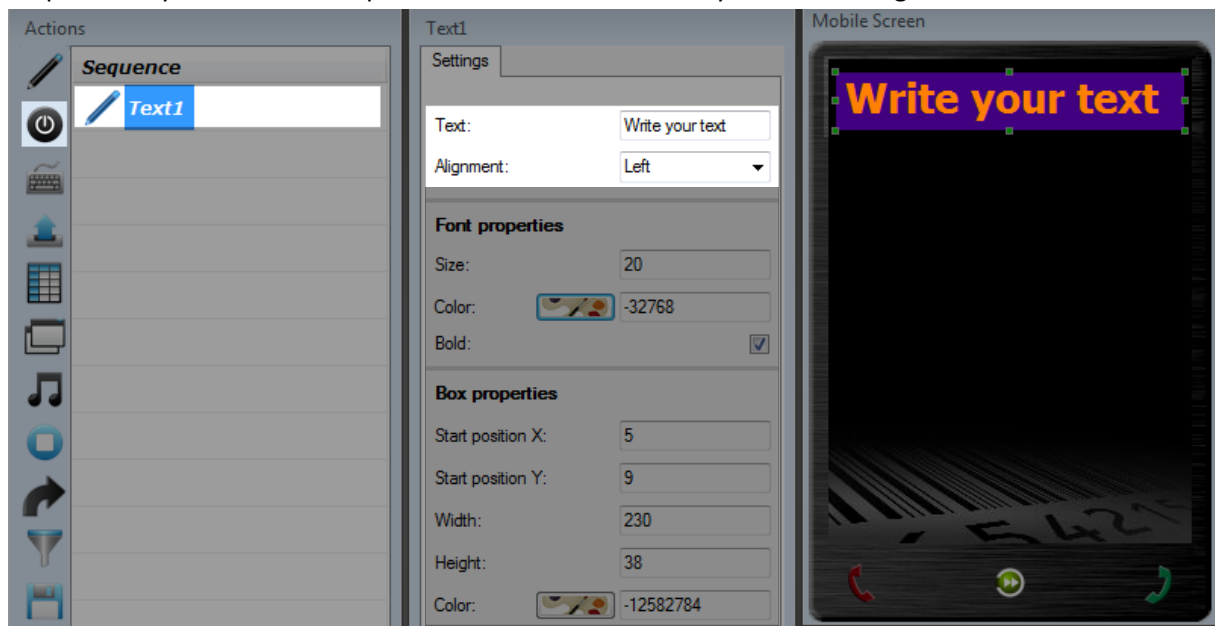 Actions
Sequence
Text1
Text1
Settings
Text: Write your text
Alignment: Left
Font properties
Size: 20
Color: -32768
Bold:
Box properties
Start position X: 5
Start position Y: 9
Width: 230
Height: 38
Color: -12582784
Mobile Screen
Write your text
5421